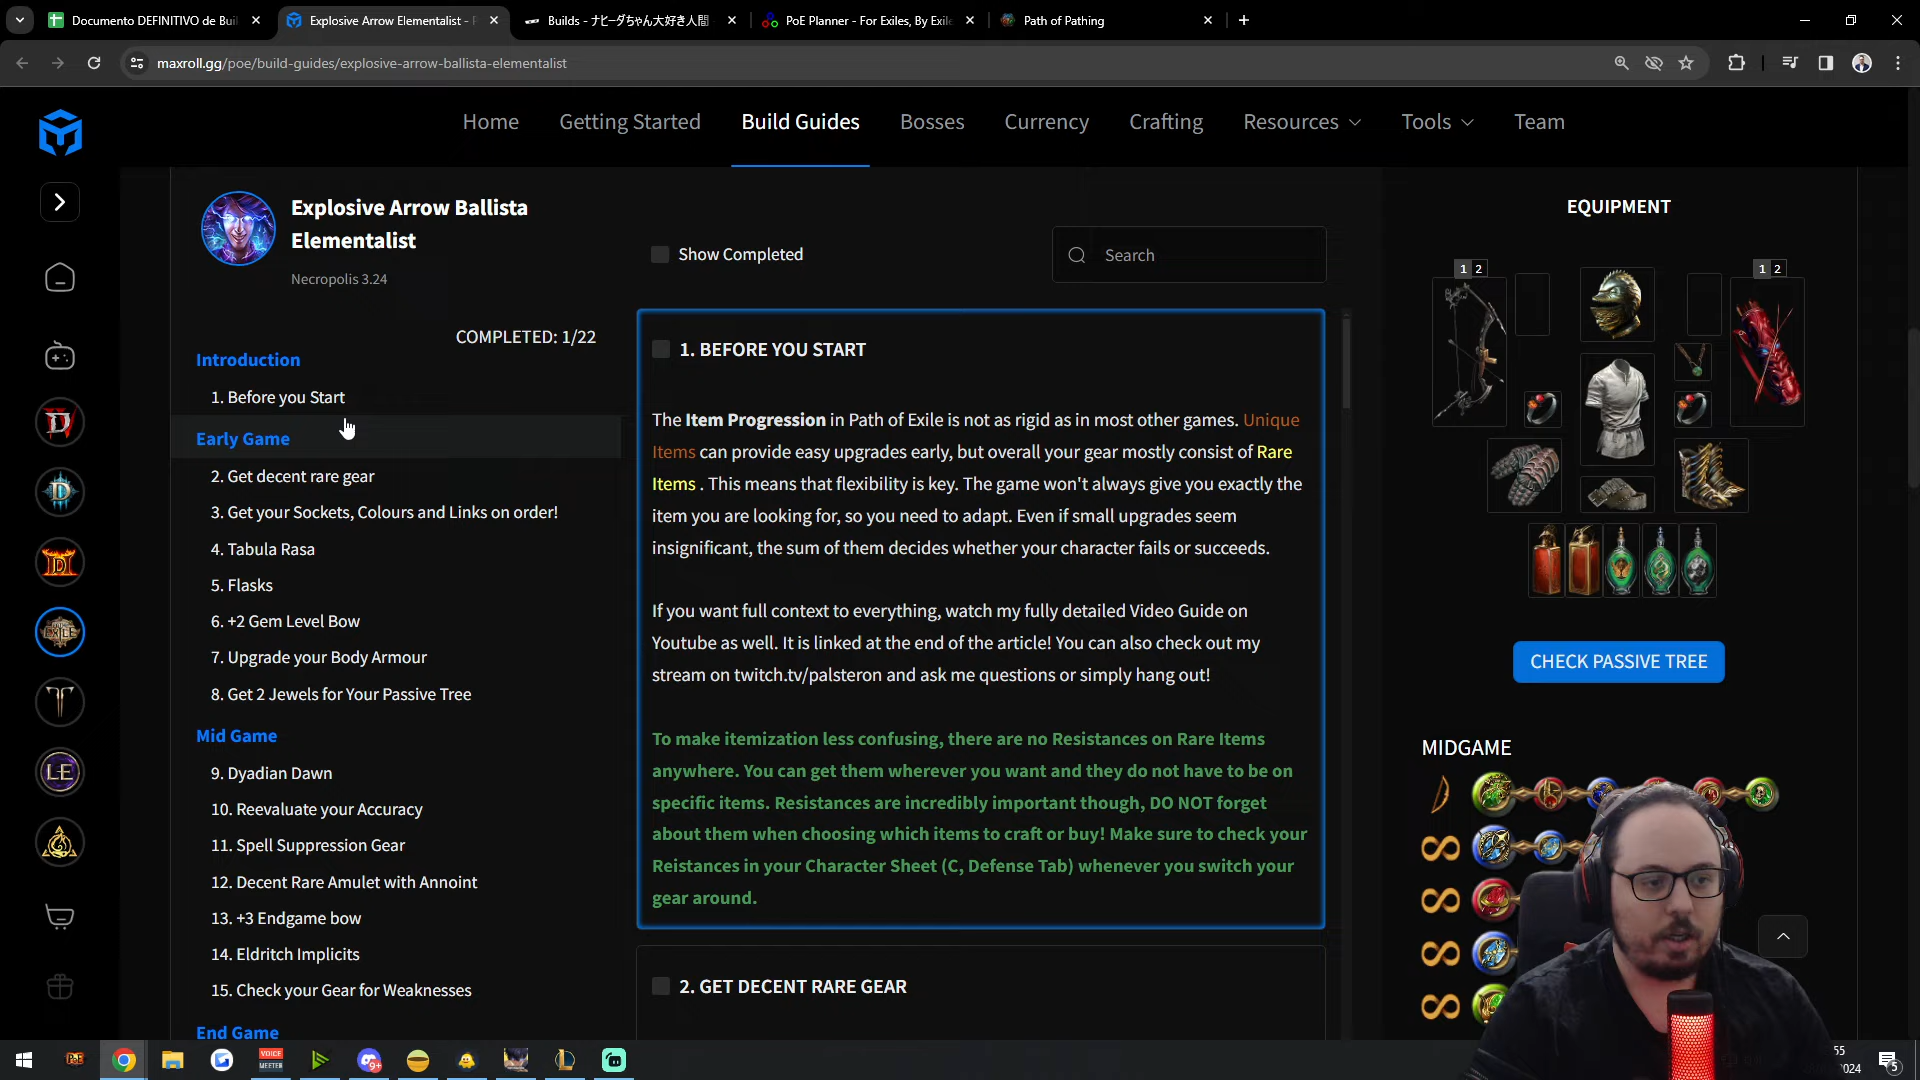 Documento DEFINITIVO de Buil
Explosive Arrow Elementalist - P
Builds - ナヒーダちゃん大好き人間
PoE Planner - For Exiles, By Exile
Path of Pathing
maxroll.gg/poe/build-guides/explosive-arrow-ballista-elementalist
Home
Getting Started
Build Guides
Bosses
Currency
Crafting
Resources
Tools
Team
Explosive Arrow Ballista
Elementalist
Necropolis 3.24
Show Completed
Search
COMPLETED: 1/22
Introduction
1. Before you Start
Early Game
2. Get decent rare gear
3. Get your Sockets, Colours and Links on order!
4. Tabula Rasa
5. Flasks
6. +2 Gem Level Bow
7. Upgrade your Body Armour
8. Get 2 Jewels for Your Passive Tree
Mid Game
9. Dyadian Dawn
10. Reevaluate your Accuracy
11. Spell Suppression Gear
12. Decent Rare Amulet with Annoint
13. +3 Endgame bow
14. Eldritch Implicits
15. Check your Gear for Weaknesses
End Game
1. BEFORE YOU START
The Item Progression in Path of Exile is not as rigid as in most other games. Unique
Items can provide easy upgrades early, but overall your gear mostly consist of Rare
Items . This means that flexibility is key. The game won't always give you exactly the
item you are looking for, so you need to adapt. Even if small upgrades seem
insignificant, the sum of them decides whether your character fails or succeeds.
If you want full context to everything, watch my fully detailed Video Guide on
Youtube as well. It is linked at the end of the article! You can also check out my
stream on twitch.tv/palsteron and ask me questions or simply hang out!
To make itemization less confusing, there are no Resistances on Rare Items
anywhere. You can get them wherever you want and they do not have to be on
specific items. Resistances are incredibly important though, DO NOT forget
about them when choosing which items to craft or buy! Make sure to check your
Reistances in your Character Sheet (C, Defense Tab) whenever you switch your
gear around.
2. GET DECENT RARE GEAR
EQUIPMENT
1 2
1 2
CHECK PASSIVE TREE
MIDGAME
LE
VOICE
MEETER
9+
55
2024
5